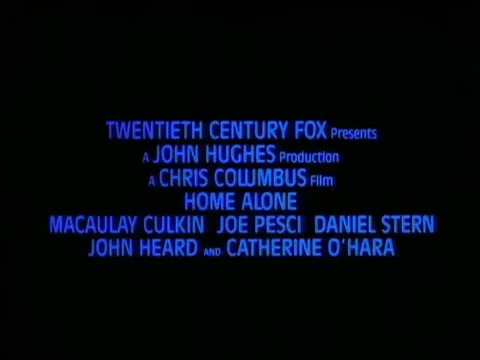 TWENTIETH CENTURY FOX Presents
A JOHN HUGHES Production
A CHRIS COLUMBUS Film
HOME ALONE
MACAULAY CULKIN JOE PESCI DANIEL STERN
JOHN HEARD AND CATHERINE O'HARA